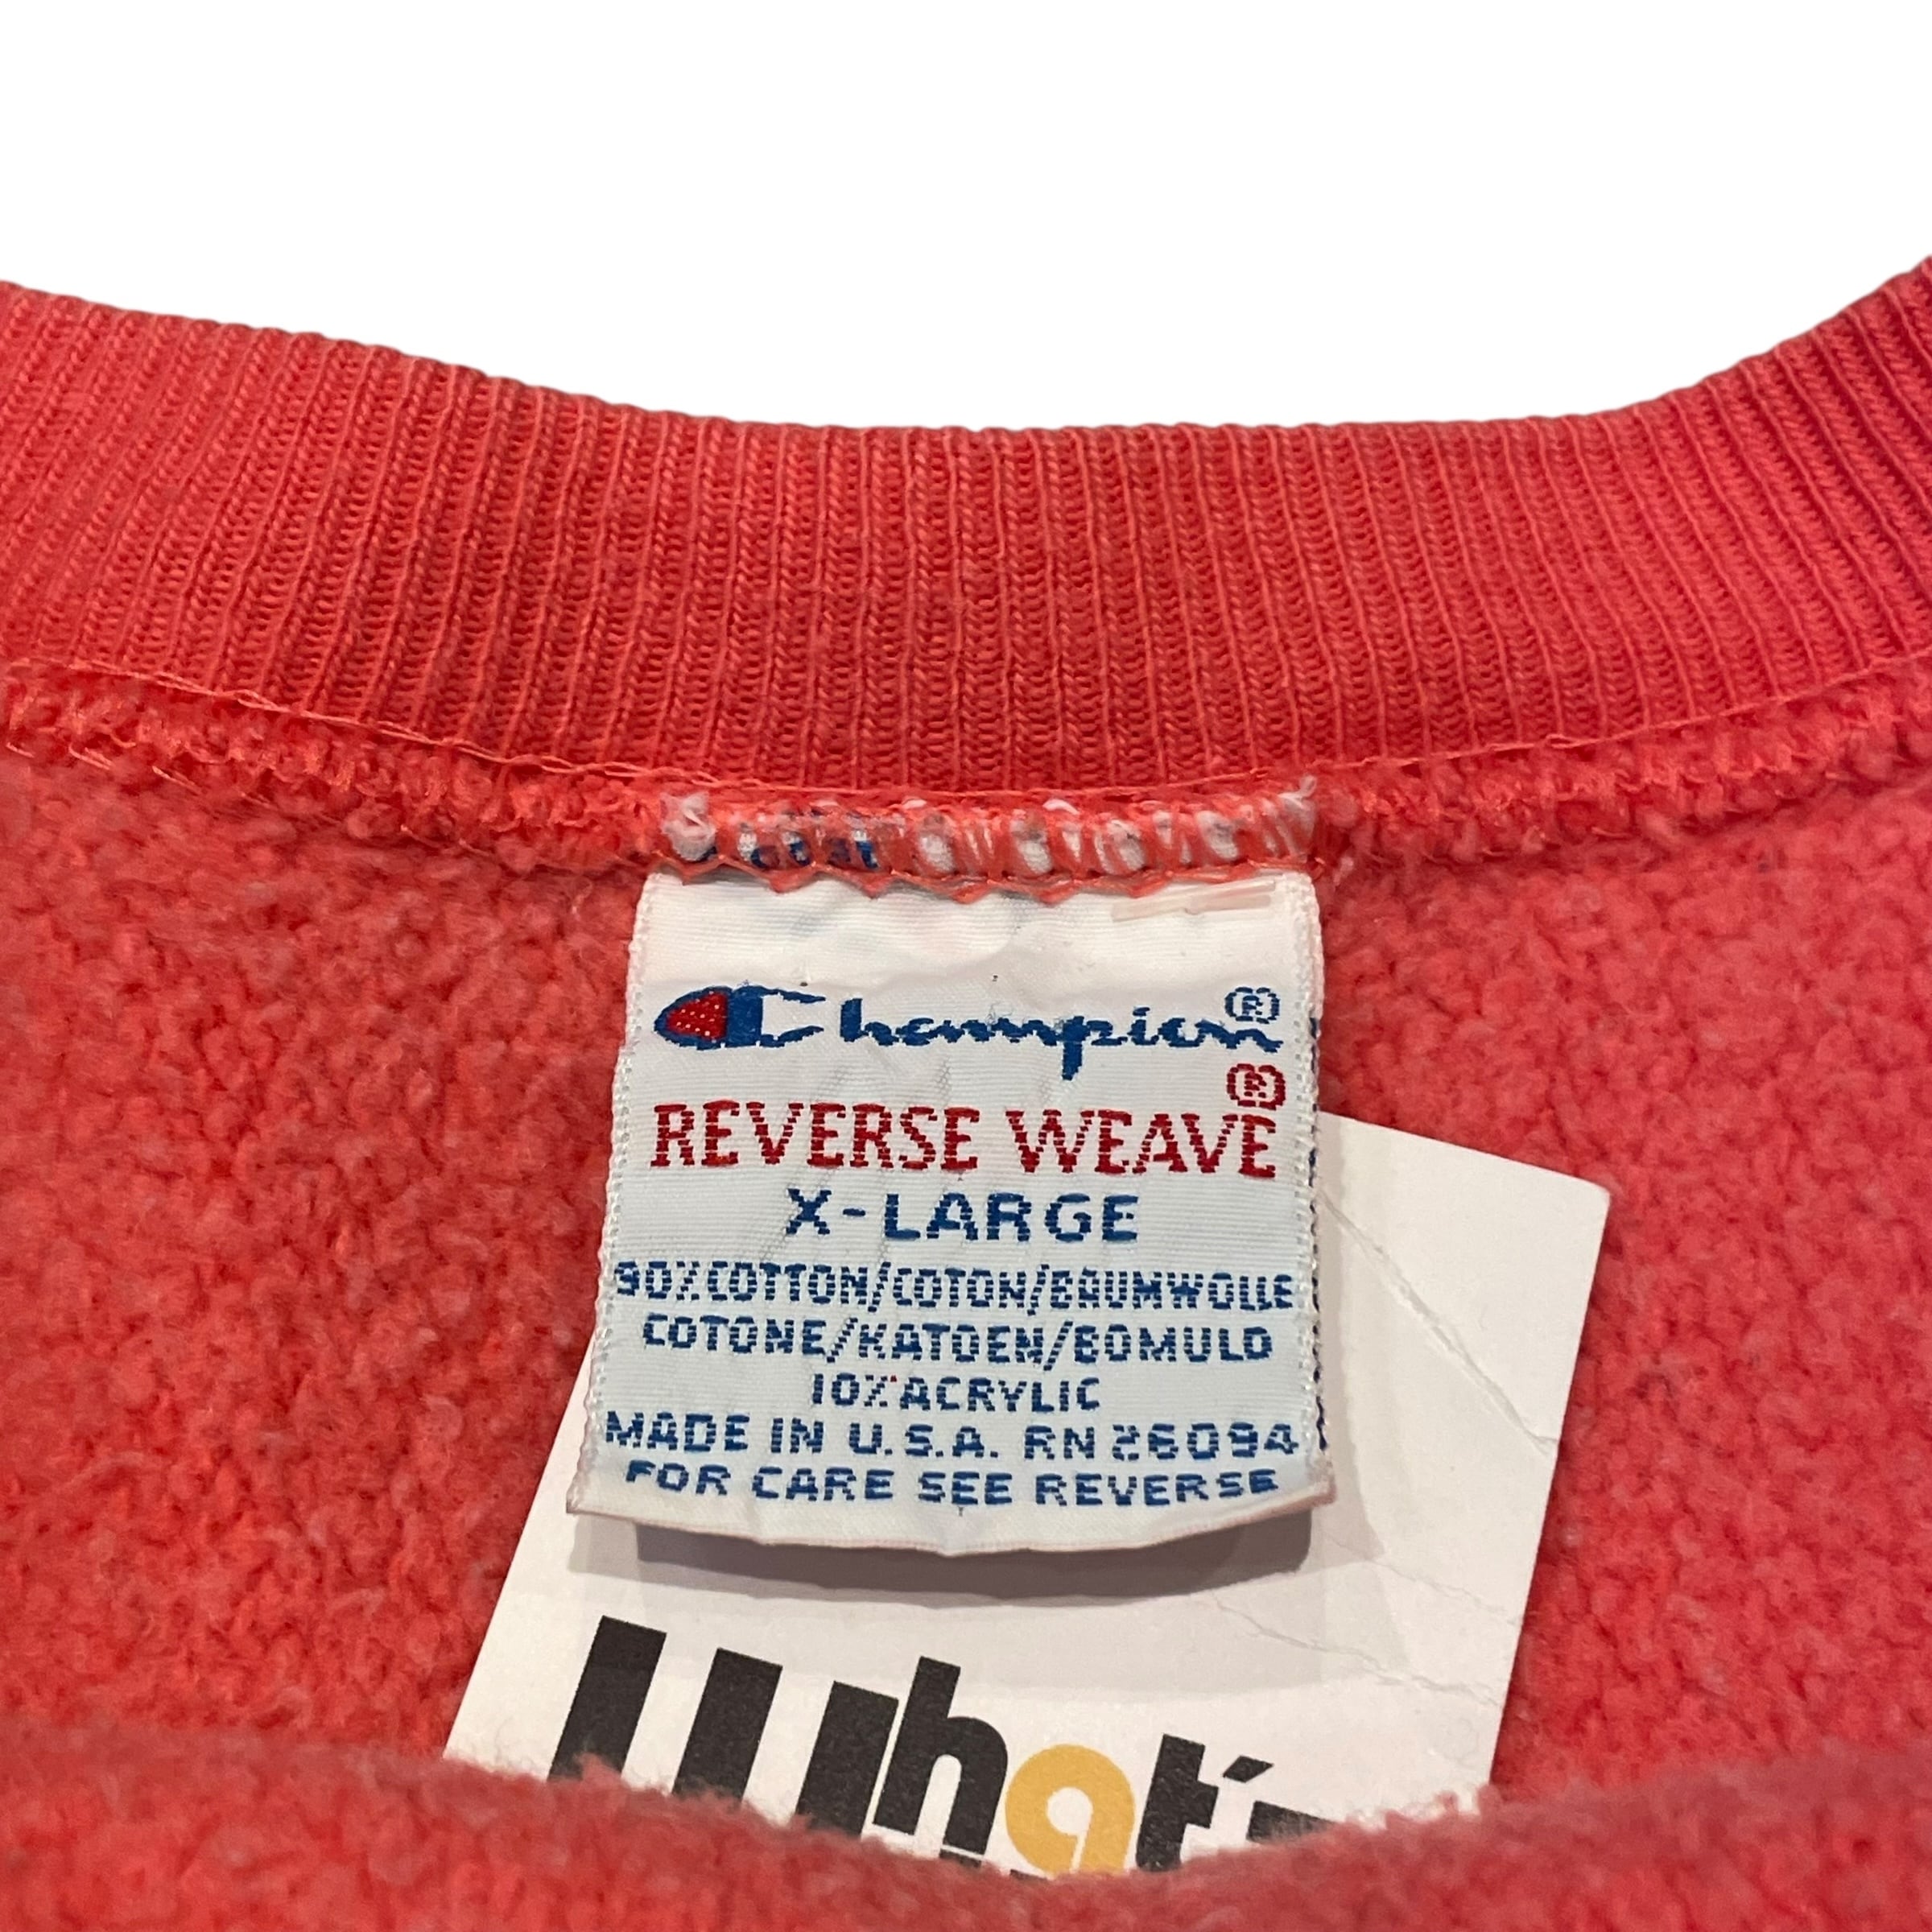 Champion®
REVERSE WEAVE®
X-LARGE
90% COTTON/COTON/BAUMWOLLE
COTONE/KATOEN/BOMULD
10% ACRYLIC
MADE IN U.S.A. RN 26094
FOR CARE SEE REVERSE
What'